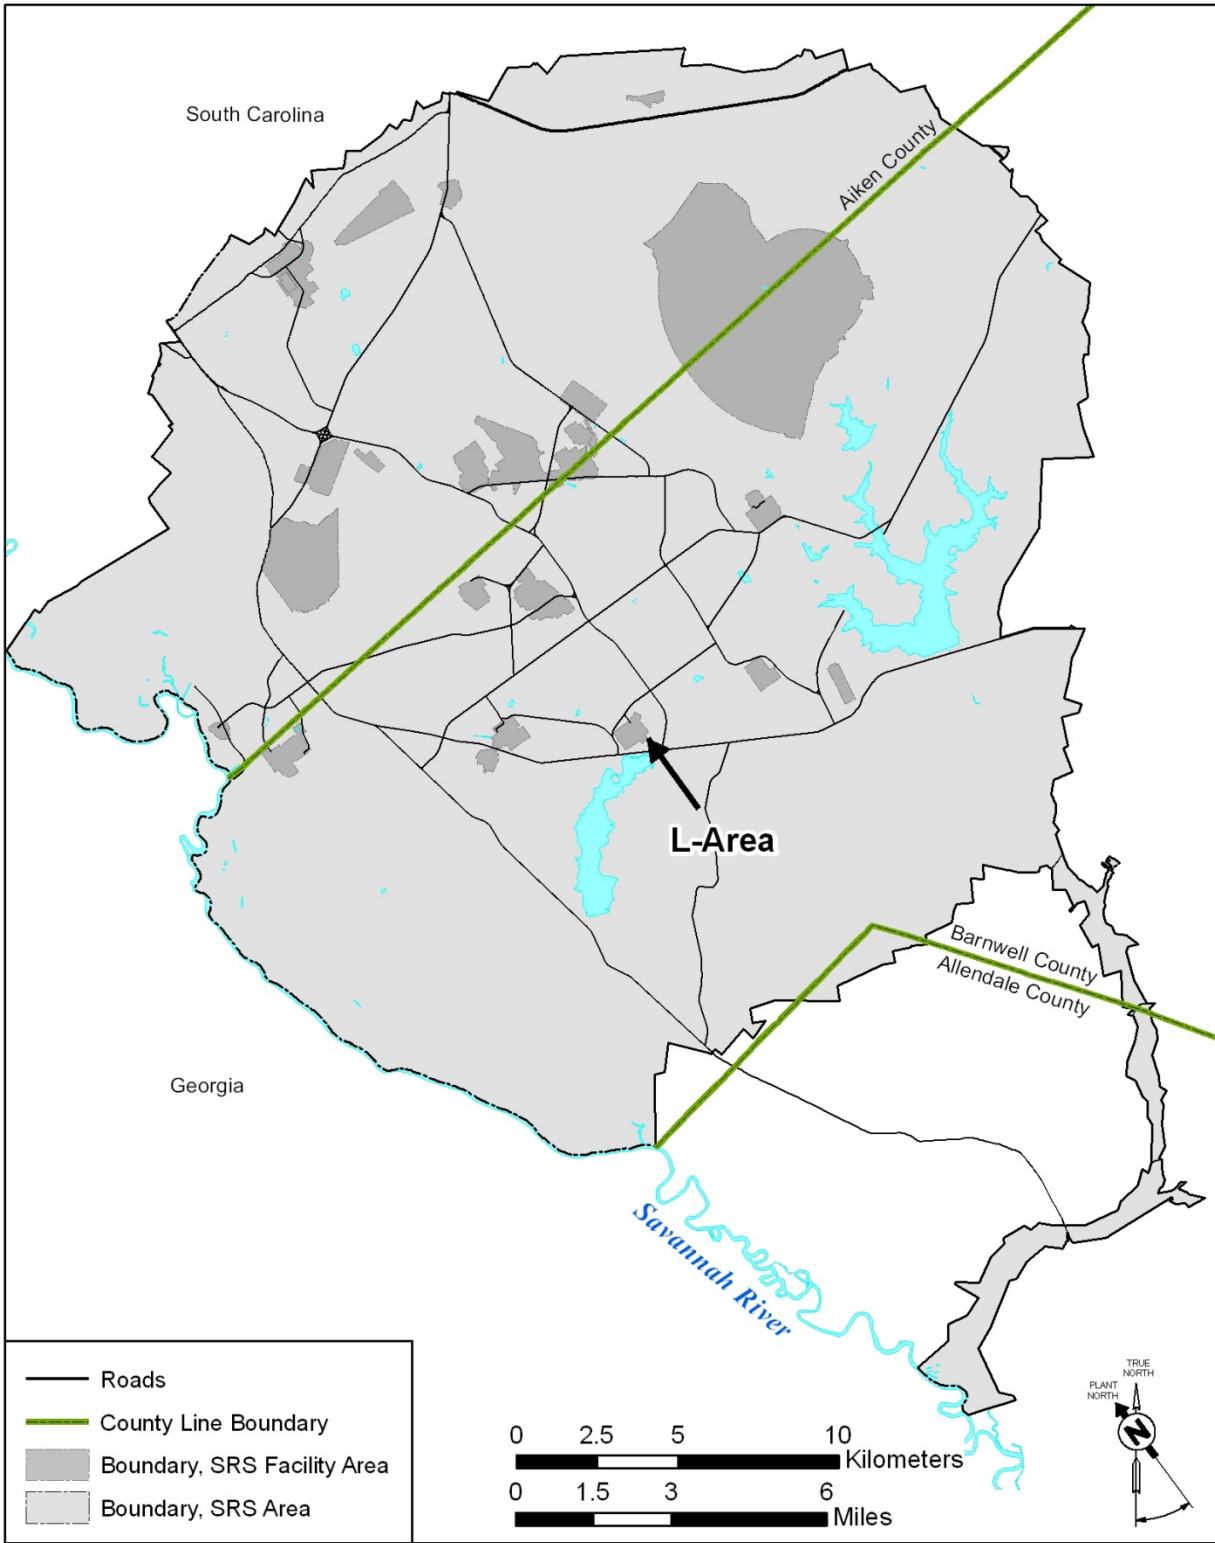 South Carolina
Aiken County
L-Area
Barnwell County
Allendale County
Georgia
Savannah River
Roads
County Line Boundary
Boundary, SRS Facility Area
Boundary, SRS Area
0 2.5 5 10
Kilometers
0 1.5 3 6
Miles
TRUE
NORTH
PLANT
NORTH
N